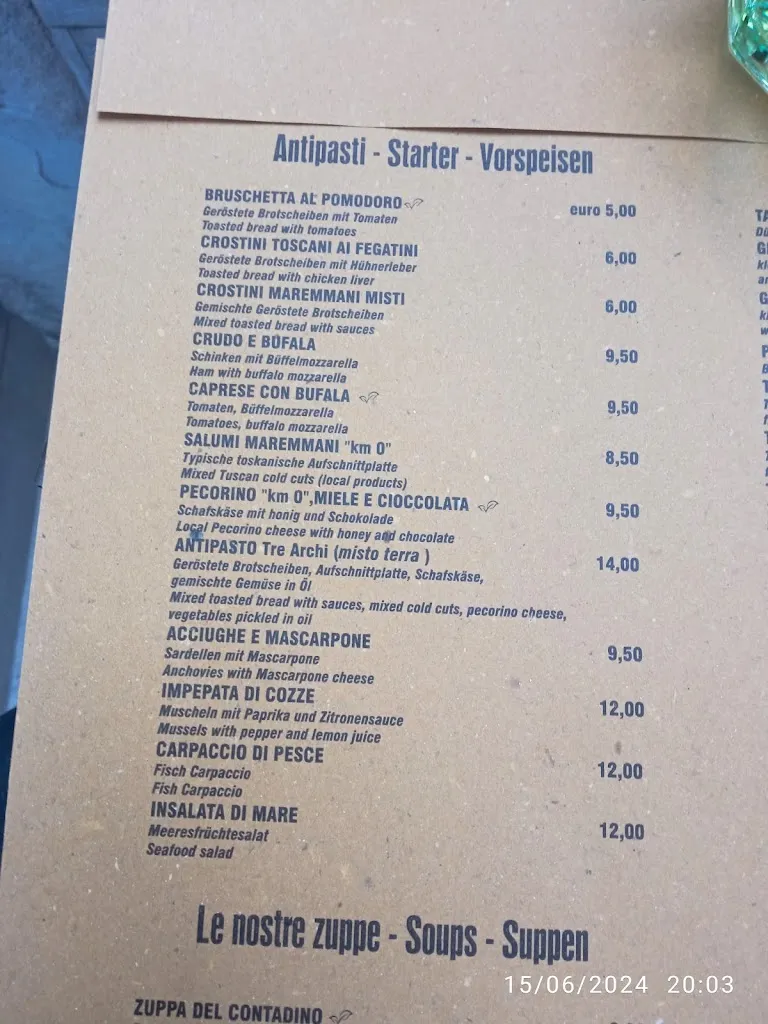 Antipasti - Starter - Vorspeisen
BRUSCHETTA AL POMODORO euro 5,00
Geröstete Brotscheiben mit Tomaten
Toasted bread with tomatoes
CROSTINI TOSCANI AI FEGATINI 6,00
Geröstete Brotscheiben mit Hühnerleber
Toasted bread with chicken liver
CROSTINI MAREMMANI MISTI 6,00
Gemischte Geröstete Brotscheiben
Mixed toasted bread with sauces
CRUDO E BUFALA 9,50
Schinken mit Büffelmozzarella
Ham with buffalo mozzarella
CAPRESE CON BUFALA 9,50
Tomaten, Büffelmozzarella
Tomatoes, buffalo mozzarella
SALUMI MAREMMANI "km 0" 8,50
Typische toskanische Aufschnittplatte
Mixed Tuscan cold cuts (local products)
PECORINO "km 0",MIELE E CIOCCOLATA 9,50
Schafskäse mit honig und Schokolade
Local Pecorino cheese with honey and chocolate
ANTIPASTO Tre Archi (misto terra ) 14,00
Geröstete Brotscheiben, Aufschnittplatte, Schafskäse,
gemischte Gemüse in Öl
Mixed toasted bread with sauces, mixed cold cuts, pecorino cheese,
vegetables pickled in oil
ACCIUGHE E MASCARPONE 9,50
Sardellen mit Mascarpone
Anchovies with Mascarpone cheese
IMPEPATA DI COZZE 12,00
Muscheln mit Paprika und Zitronensauce
Mussels with pepper and lemon juice
CARPACCIO DI PESCE 12,00
Fisch Carpaccio
Fish Carpaccio
INSALATA DI MARE 12,00
Meeresfrüchtesalat
Seafood salad
Le nostre zuppe - Soups - Suppen
ZUPPA DEL CONTADINO
15/06/2024 20:03